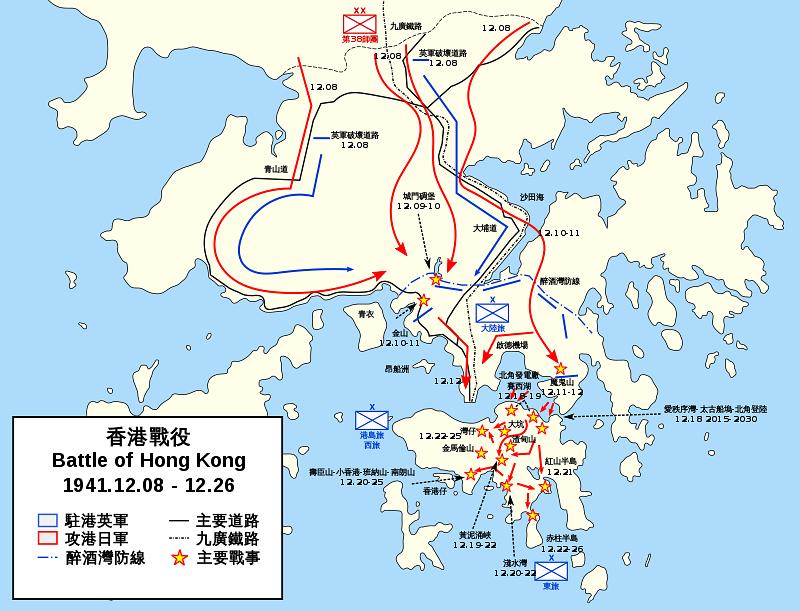 XX
第38師團
九廣鐵路
12.08
12.08
英軍破壞道路
12.08
12.08
英軍破壞道路
12.08
青山道
城門碉堡
12.09-10
沙田海
大埔道
12.10-11
醉酒灣防線
青衣
金山
12.10-11
X
大陸旅
啟德機場
昂船洲
12.12
北角發電廠
賽西湖
12.18-19
魔鬼山
12.11-12
愛秩序灣- 太古船塢-北角登陸
12.18 2015-2030
X
港島旅
西旅
灣仔
12.22-25
大坑
渣甸山
金馬倫山
壽臣山-小香港-班納山-南朗山
12.20-25
香港仔
紅山半島
12.21
黃泥涌峽
12.19-22
淺水灣
12.20-22
赤柱半島
12.22-26
X
東旅
香港戰役
Battle of Hong Kong
1941.12.08 - 12.26
駐港英軍
主要道路
攻港日軍
九廣鐵路
醉酒灣防線
主要戰事